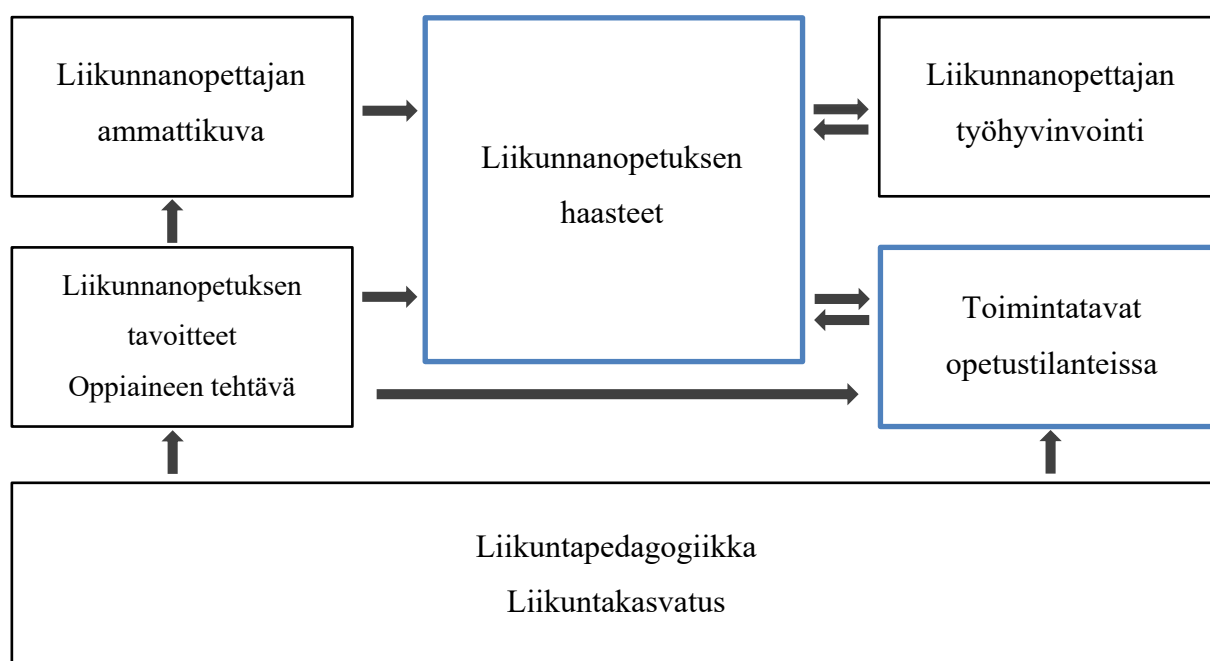 Liikunnanopettajan
ammattikuva
Liikunnanopetuksen
haasteet
Liikunnanopettajan
työhyvinvointi
Liikunnanopetuksen
tavoitteet
Oppiaineen tehtävä
Toimintatavat
opetustilanteissa
Liikuntapedagogiikka
Liikuntakasvatus